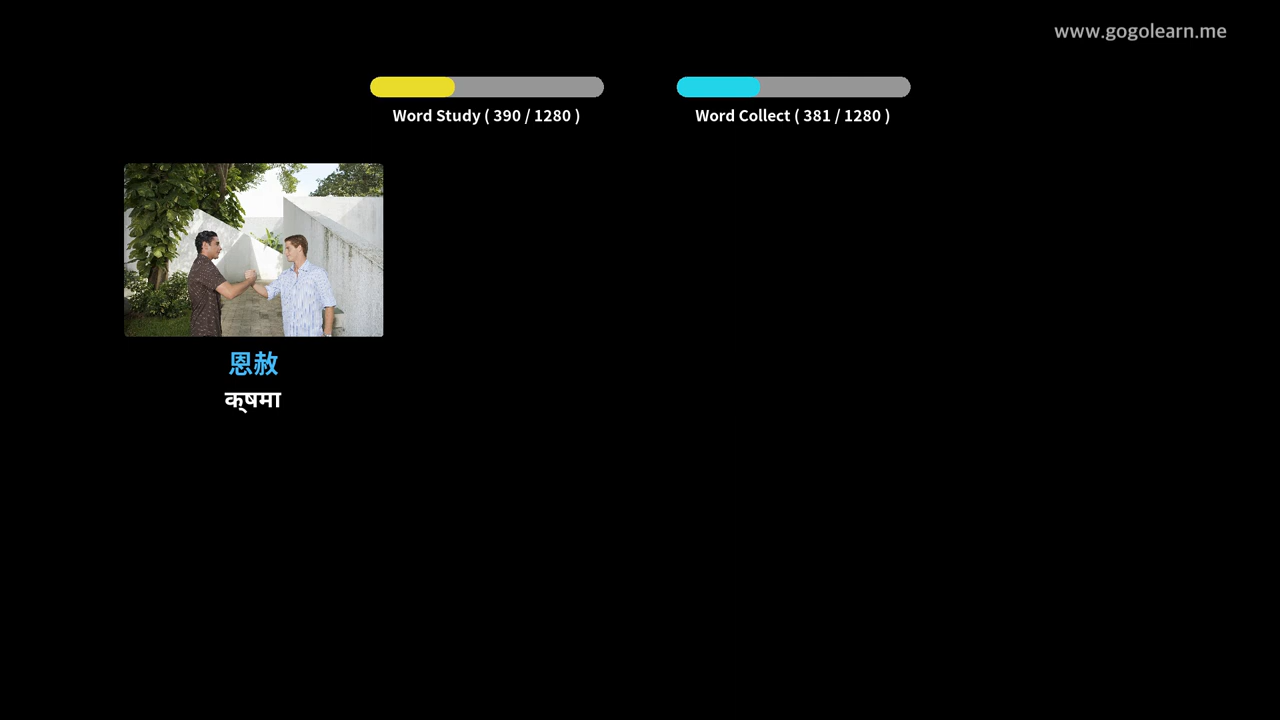 www.gogolearn.me
Word Study ( 390 / 1280 )
Word Collect ( 381 / 1280 )
恩赦
क्षमा